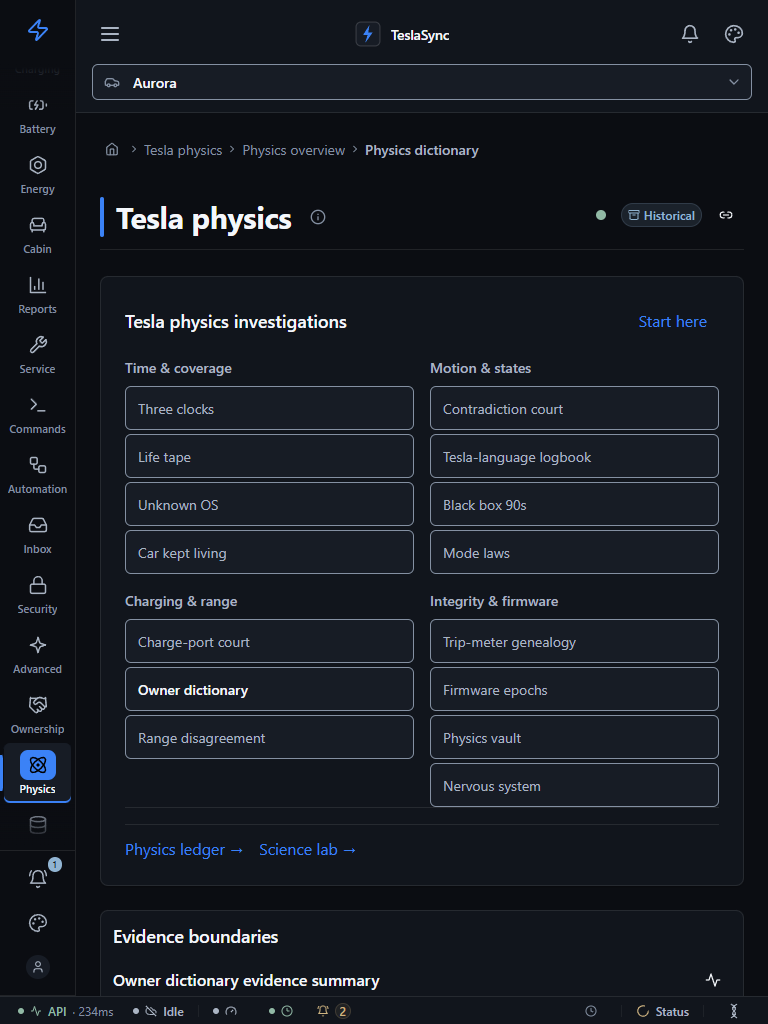 TeslaSync
Aurora
Charging
Battery
Energy
Cabin
Reports
Service
Commands
Automation
Inbox
Security
Advanced
Ownership
Physics
1
Tesla physics > Physics overview > Physics dictionary
Tesla physics
Historical
Tesla physics investigations
Start here
Time & coverage
Three clocks
Life tape
Unknown OS
Car kept living
Motion & states
Contradiction court
Tesla-language logbook
Black box 90s
Mode laws
Charging & range
Charge-port court
Owner dictionary
Range disagreement
Integrity & firmware
Trip-meter genealogy
Firmware epochs
Physics vault
Nervous system
Physics ledger → Science lab →
Evidence boundaries
Owner dictionary evidence summary
API · 234ms Idle 2 Status